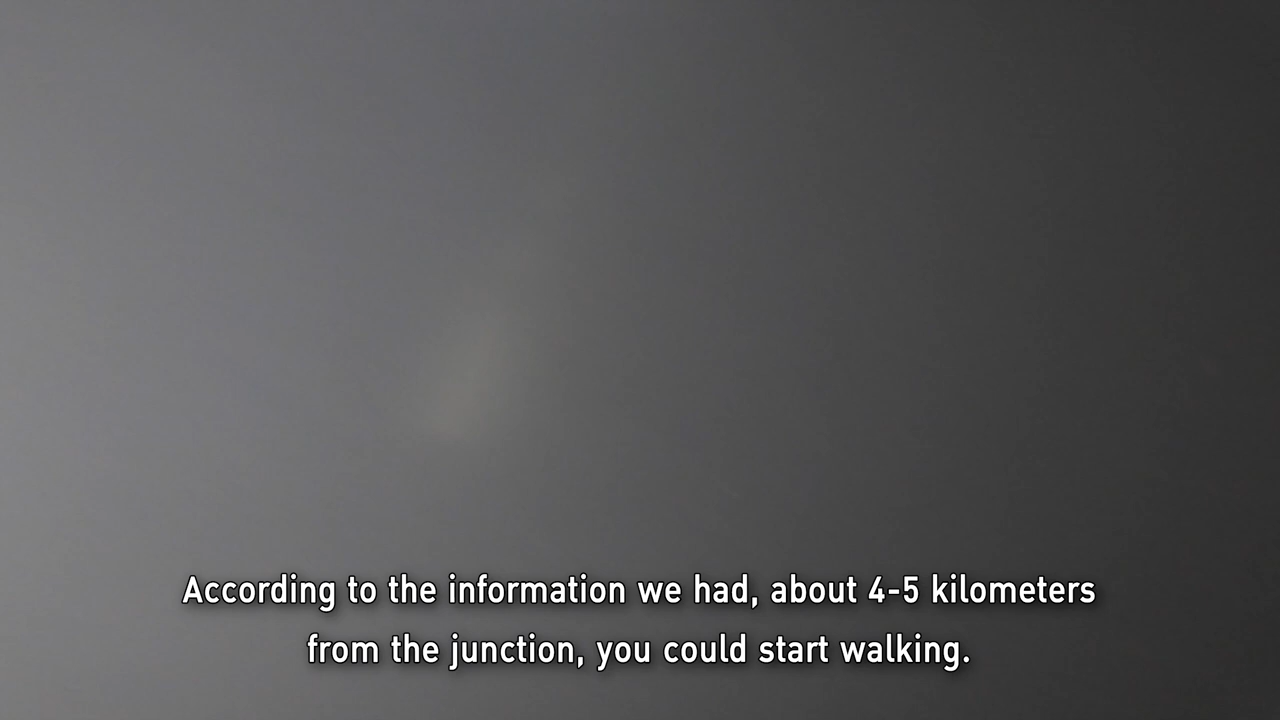 According to the information we had, about 4-5 kilometers
from the junction, you could start walking.